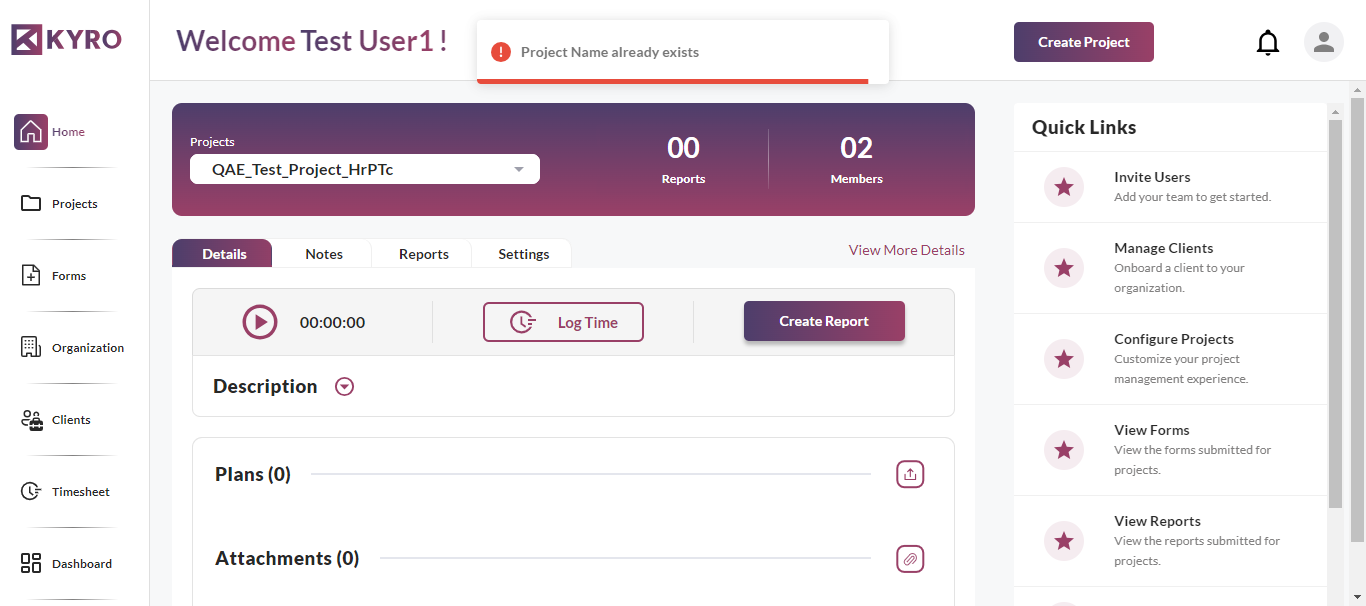 KYRO
Welcome Test User1 !
Project Name already exists
Create Project
Home
Projects
Forms
Organization
Clients
Timesheet
Dashboard
Projects
QAE_Test_Project_HrPTc
00
Reports
02
Members
Details
Notes
Reports
Settings
View More Details
00:00:00
Log Time
Create Report
Description
Plans (0)
Attachments (0)
Quick Links
Invite Users
Add your team to get started.
Manage Clients
Onboard a client to your
organization.
Configure Projects
Customize your project
management experience.
View Forms
View the forms submitted for
projects.
View Reports
View the reports submitted for
projects.